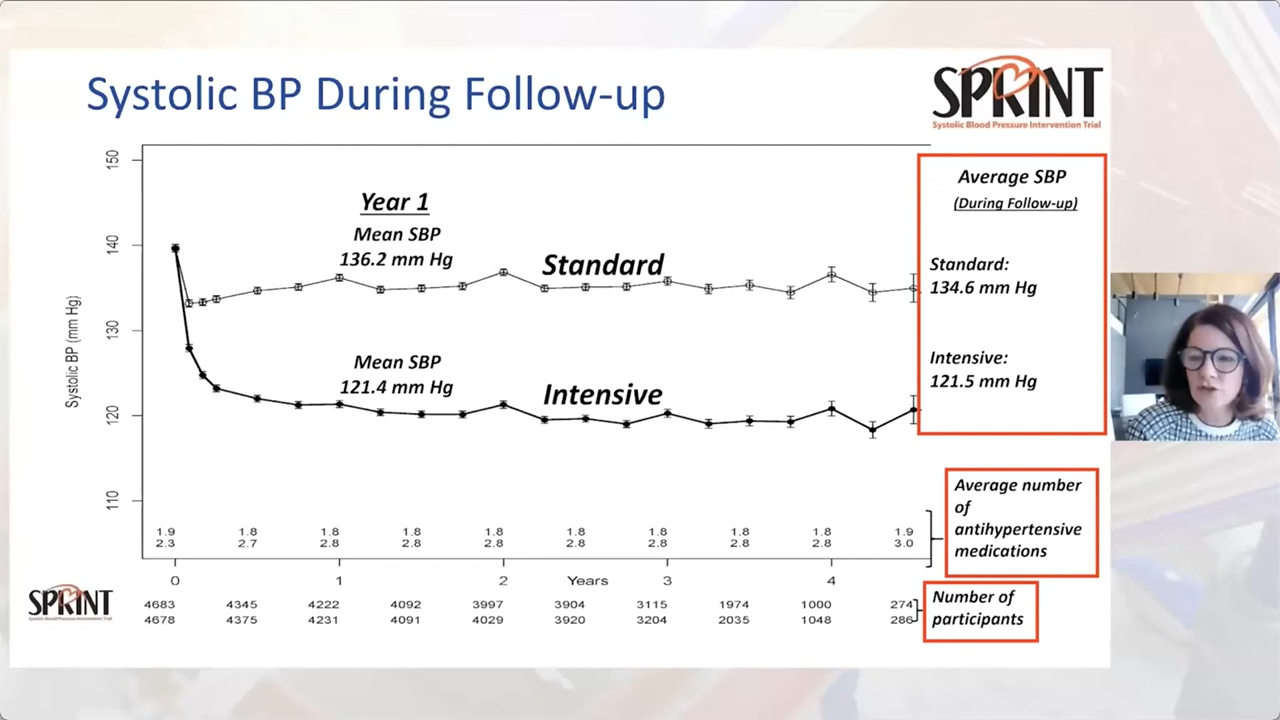 Systolic BP During Follow-up
SPRINT
Systolic Blood Pressure Intervention Trial
Systolic BP (mm Hg)
150
140
130
120
110
Year 1
Mean SBP
136.2 mm Hg
Standard
Mean SBP
121.4 mm Hg
Intensive
Average SBP
(During Follow-up)
Standard:
134.6 mm Hg
Intensive:
121.5 mm Hg
1.9 1.8 1.8 1.8 1.8 1.8 1.8 1.8 1.8 1.9
2.3 2.7 2.8 2.8 2.8 2.8 2.8 2.8 2.8 3.0
Average number
of
antihypertensive
medications
0 1 2 Years 3 4
4683 4345 4222 4092 3997 3904 3115 1974 1000 274
4678 4375 4231 4091 4029 3920 3204 2035 1048 286
Number of
participants
SPRINT
Systolic Blood Pressure Intervention Trial